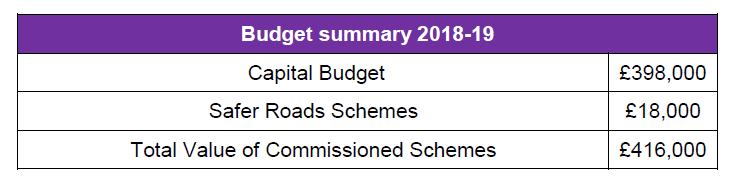 Budget summary 2018-19
Capital Budget £398,000
Safer Roads Schemes £18,000
Total Value of Commissioned Schemes £416,000